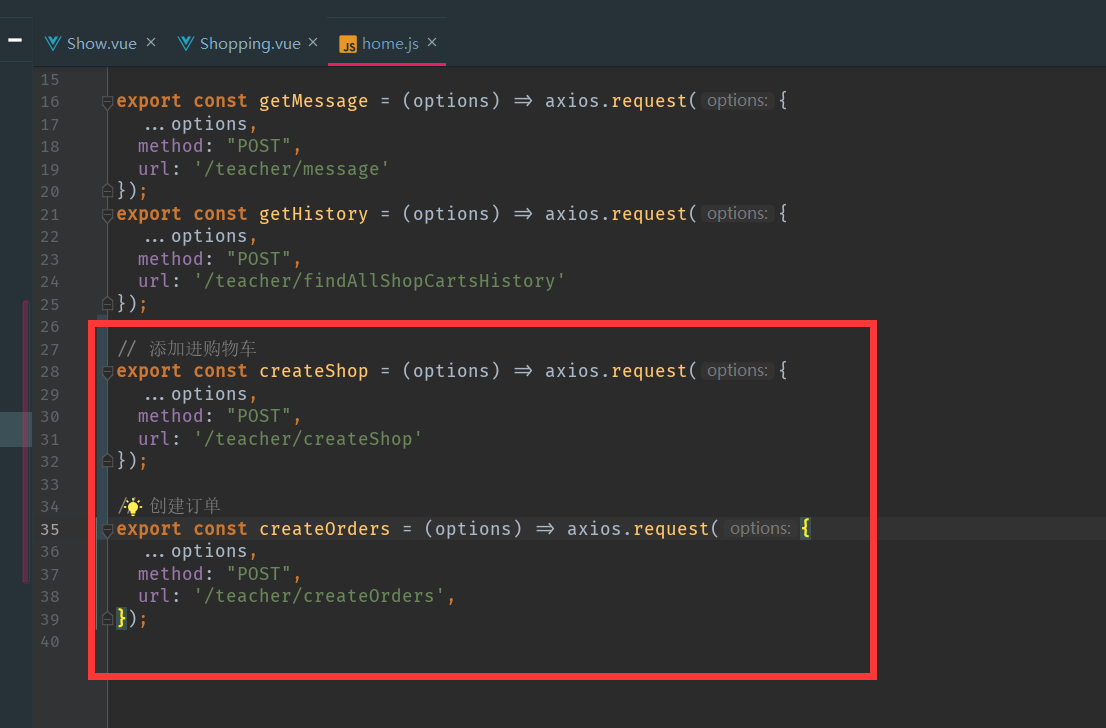 Show.vue × Shopping.vue × JS home.js ×
15
16 export const getMessage = (options) => axios.request( options: {
17 ...options,
18 method: "POST",
19 url: '/teacher/message'
20 });
21 export const getHistory = (options) => axios.request( options: {
22 ...options,
23 method: "POST",
24 url: '/teacher/findAllShopCartsHistory'
25 });
26
27 // 添加进购物车
28 export const createShop = (options) => axios.request( options: {
29 ...options,
30 method: "POST",
31 url: '/teacher/createShop'
32 });
33
34 // 创建订单
35 export const createOrders = (options) => axios.request( options: {
36 ...options,
37 method: "POST",
38 url: '/teacher/createOrders',
39 });
40